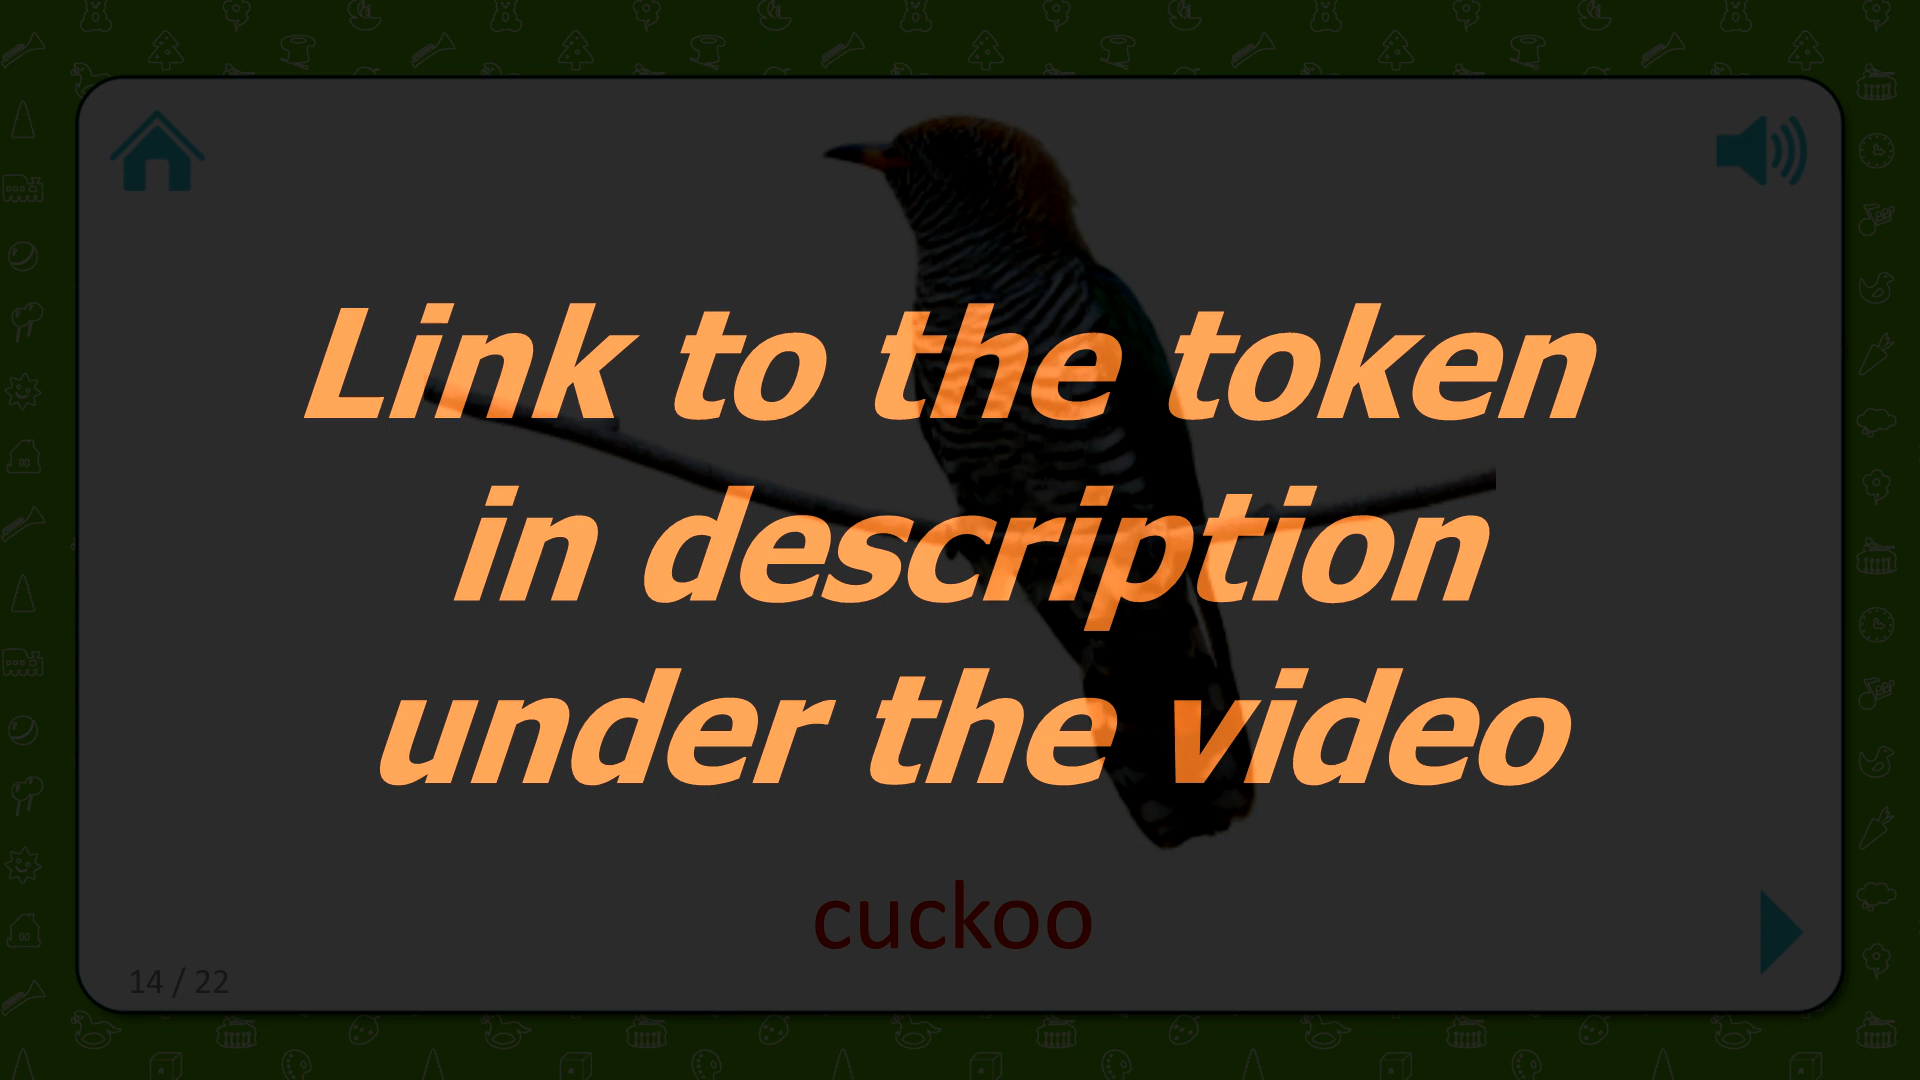 Link to the token
in description
under the video
cuckoo
14 / 22